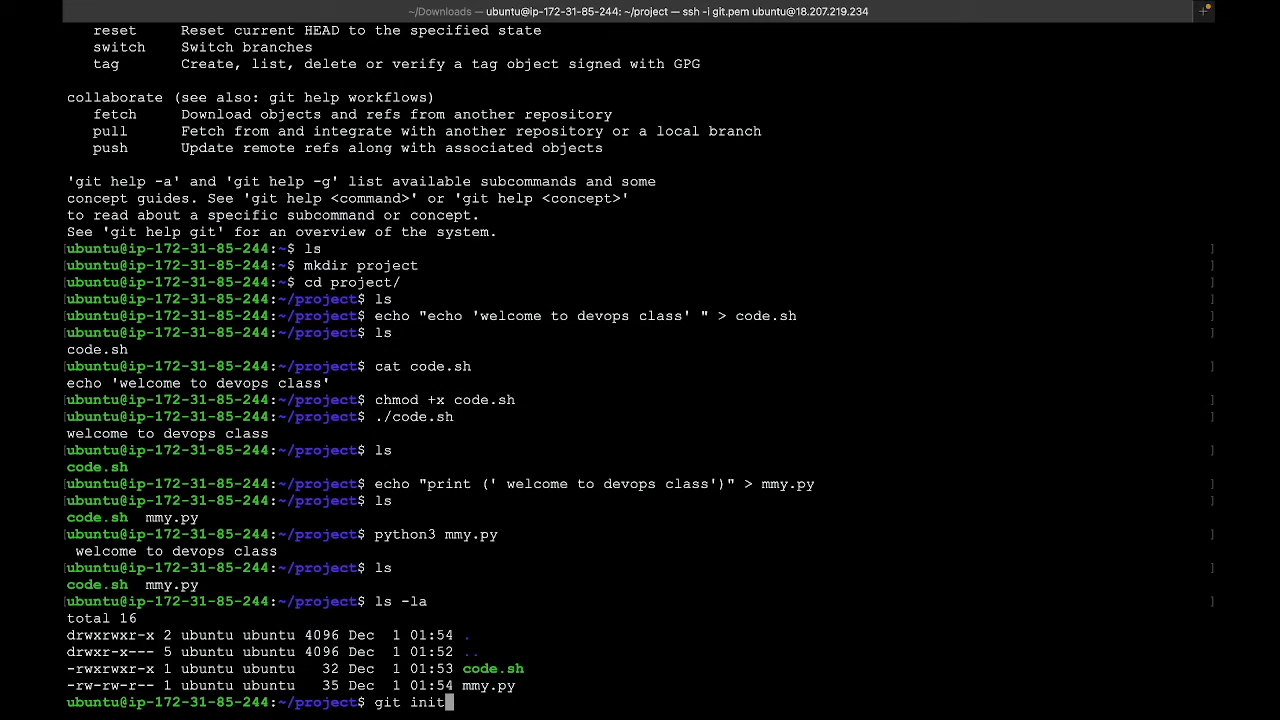 ~/Downloads — ubuntu@ip-172-31-85-244: ~/project — ssh -i git.pem ubuntu@18.207.219.234
reset     Reset current HEAD to the specified state
switch    Switch branches
tag       Create, list, delete or verify a tag object signed with GPG
collaborate (see also: git help workflows)
fetch     Download objects and refs from another repository
pull      Fetch from and integrate with another repository or a local branch
push      Update remote refs along with associated objects
'git help -a' and 'git help -g' list available subcommands and some
concept guides. See 'git help <command>' or 'git help <concept>'
to read about a specific subcommand or concept.
See 'git help git' for an overview of the system.
[ubuntu@ip-172-31-85-244:~$ ls ]
[ubuntu@ip-172-31-85-244:~$ mkdir project ]
[ubuntu@ip-172-31-85-244:~$ cd project/ ]
[ubuntu@ip-172-31-85-244:~/project$ ls ]
[ubuntu@ip-172-31-85-244:~/project$ echo "echo 'welcome to devops class' " > code.sh ]
[ubuntu@ip-172-31-85-244:~/project$ ls ]
code.sh
[ubuntu@ip-172-31-85-244:~/project$ cat code.sh ]
echo 'welcome to devops class'
[ubuntu@ip-172-31-85-244:~/project$ chmod +x code.sh ]
[ubuntu@ip-172-31-85-244:~/project$ ./code.sh ]
welcome to devops class
[ubuntu@ip-172-31-85-244:~/project$ ls ]
code.sh
[ubuntu@ip-172-31-85-244:~/project$ echo "print (' welcome to devops class')" > mmy.py ]
[ubuntu@ip-172-31-85-244:~/project$ ls ]
code.sh  mmy.py
[ubuntu@ip-172-31-85-244:~/project$ python3 mmy.py ]
 welcome to devops class
[ubuntu@ip-172-31-85-244:~/project$ ls ]
code.sh  mmy.py
[ubuntu@ip-172-31-85-244:~/project$ ls -la ]
total 16
drwxrwxr-x 2 ubuntu ubuntu 4096 Dec  1 01:54 .
drwxr-x--- 5 ubuntu ubuntu 4096 Dec  1 01:52 ..
-rwxrwxr-x 1 ubuntu ubuntu   32 Dec  1 01:53 code.sh
-rw-rw-r-- 1 ubuntu ubuntu   35 Dec  1 01:54 mmy.py
ubuntu@ip-172-31-85-244:~/project$ git init